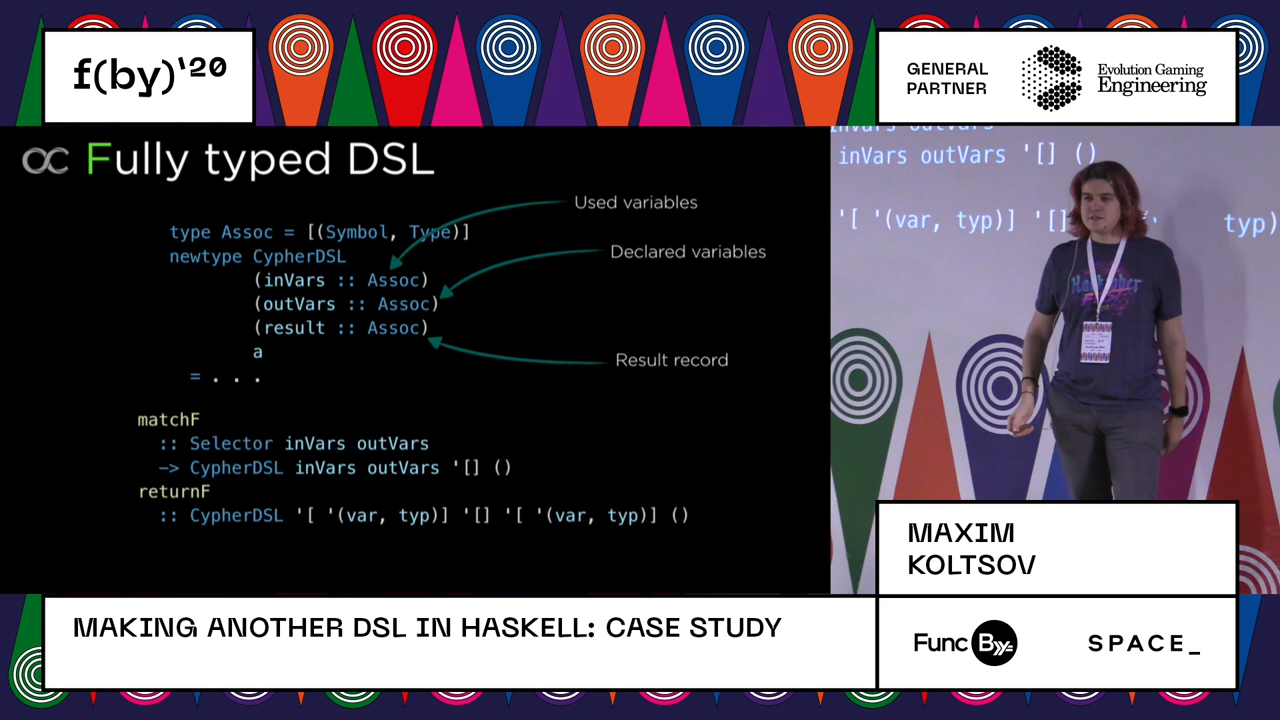 f(by)'20
GENERAL
PARTNER
Evolution Gaming
Engineering
Fully typed DSL
Used variables
type Assoc = [(Symbol, Type)]
newtype CypherDSL
Declared variables
(inVars :: Assoc)
(outVars :: Assoc)
(result :: Assoc)
a
Result record
= . . .
matchF
:: Selector inVars outVars
-> CypherDSL inVars outVars '[] ()
returnF
:: CypherDSL '[ '(var, typ)] '[] '[ '(var, typ)] ()
inVars outVars
inVars outVars '[] ()
'[ '(var, typ)] '[]
typ)
MAXIM
KOLTSOV
MAKING ANOTHER DSL IN HASKELL: CASE STUDY
Func By
SPACE_